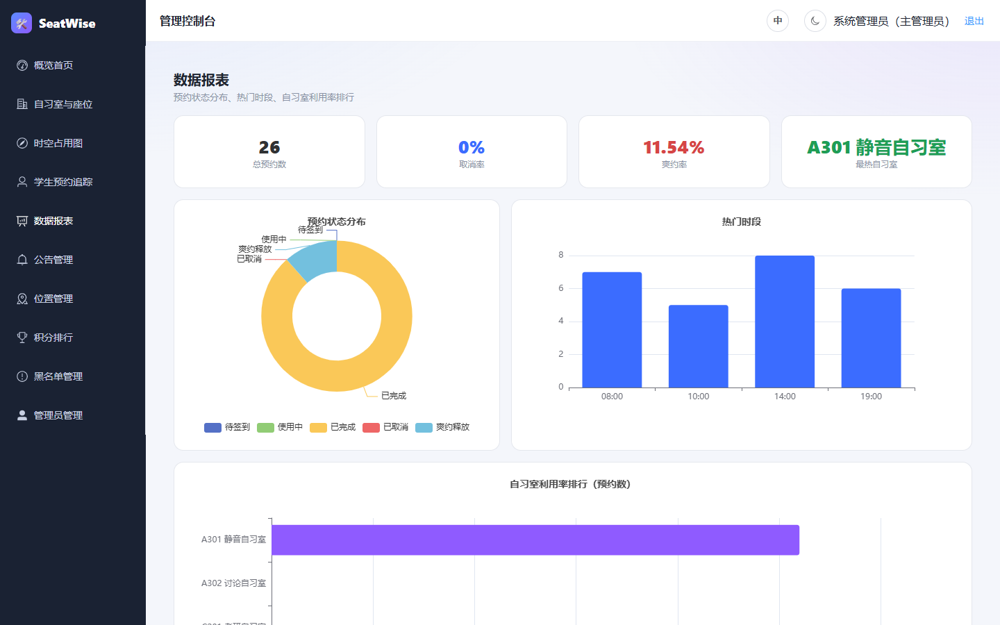 SeatWise
管理控制台
中
系统管理员（主管理员）
退出
概览首页
自习室与座位
时空占用图
学生预约追踪
数据报表
公告管理
位置管理
积分排行
黑名单管理
管理员管理
数据报表
预约状态分布、热门时段、自习室利用率排行
26
总预约数
0%
取消率
11.54%
爽约率
A301 静音自习室
最热自习室
预约状态分布
待签到
使用中
爽约释放
已取消
已完成
待签到 使用中 已完成 已取消 爽约释放
热门时段
8
6
4
2
0
08:00 10:00 14:00 19:00
自习室利用率排行（预约数）
A301 静音自习室
A302 讨论自习室